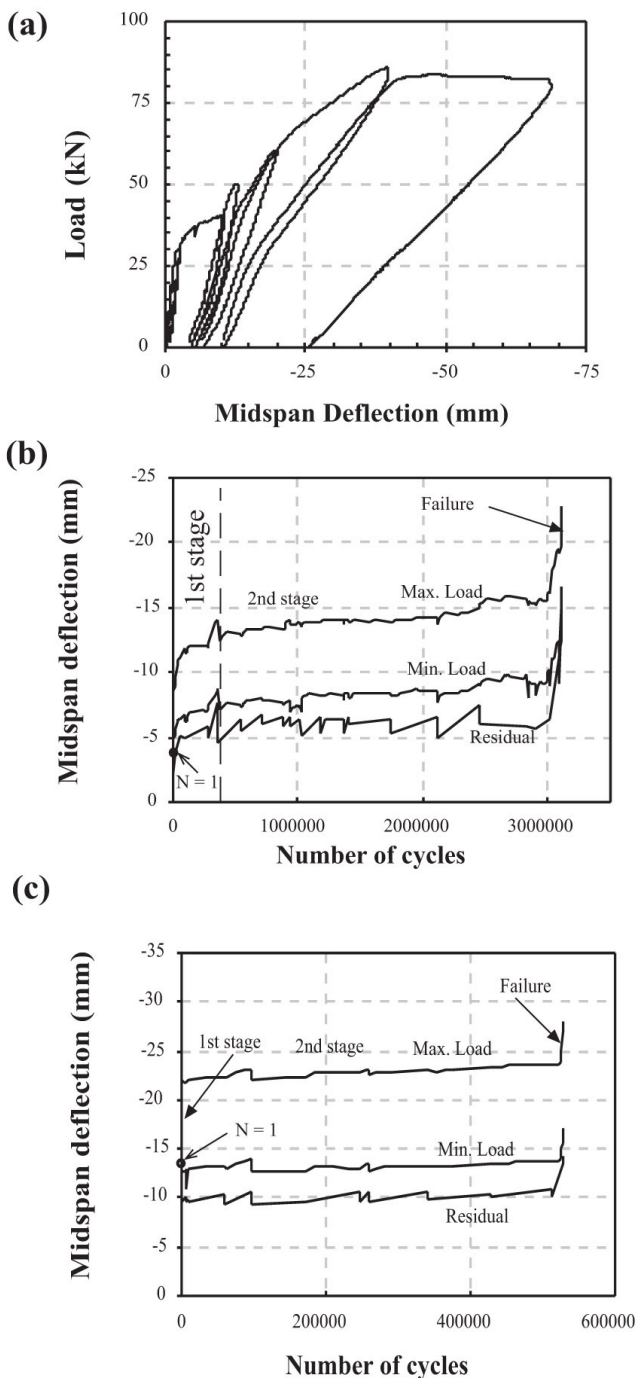 (a)
100
75
50
25
0
Load (kN)
0
-25
-50
-75
Midspan Deflection (mm)
(b)
-25
-20
-15
-10
-5
0
Midspan deflection (mm)
1st stage
2nd stage
Failure
Max. Load
Min. Load
Residual
N = 1
0
1000000
2000000
3000000
Number of cycles
(c)
-35
-30
-25
-20
-15
-10
-5
0
Midspan deflection (mm)
Failure
1st stage
2nd stage
Max. Load
N = 1
Min. Load
Residual
0
200000
400000
600000
Number of cycles